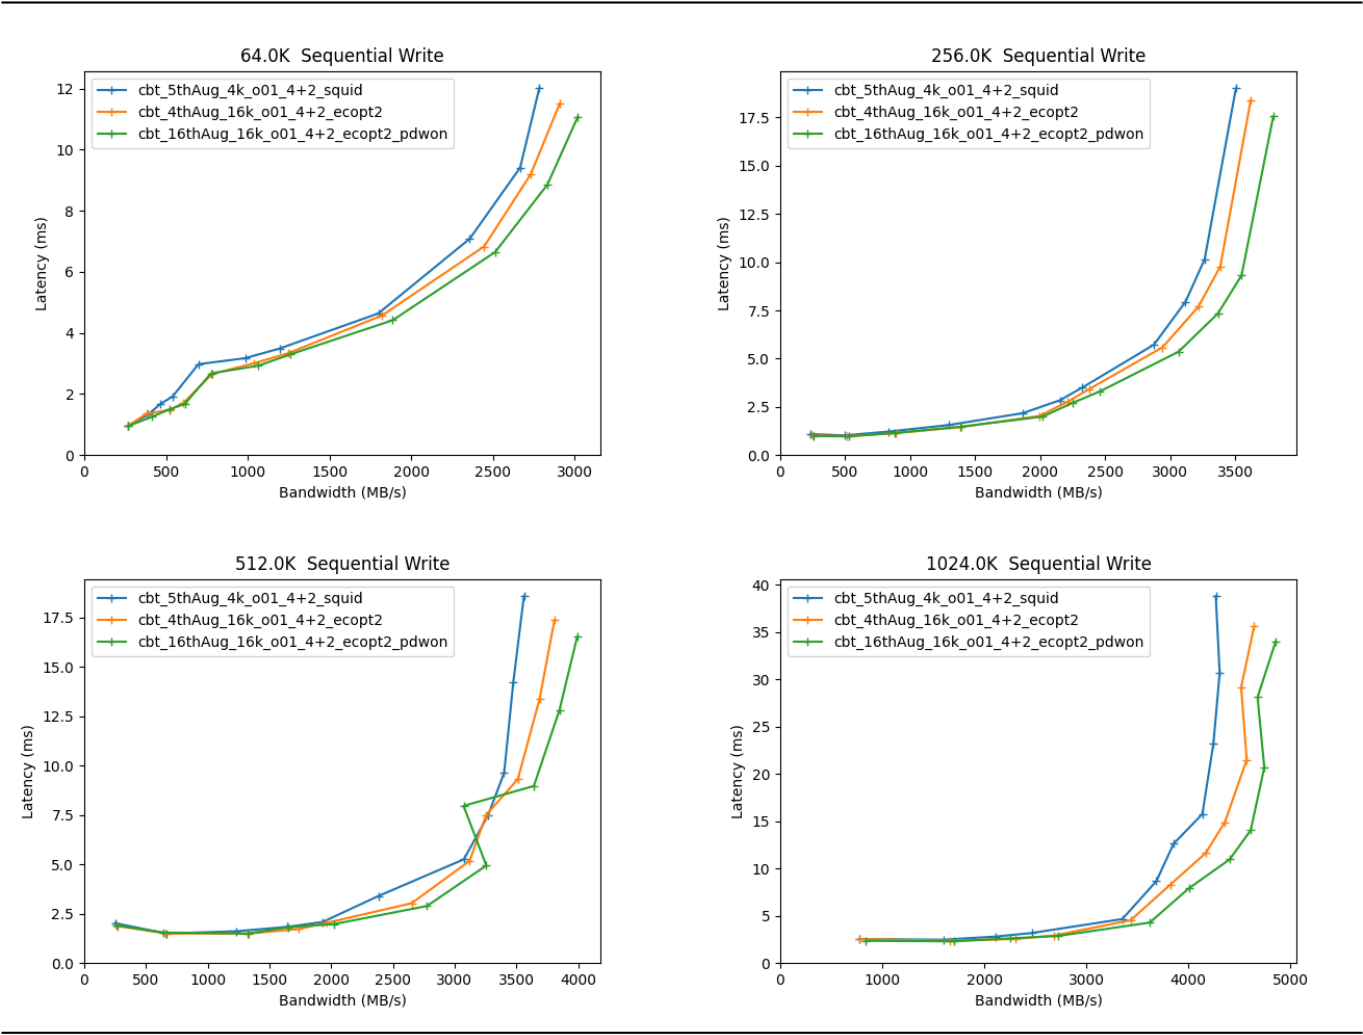 64.0K  Sequential Write
cbt_5thAug_4k_o01_4+2_squid
cbt_4thAug_16k_o01_4+2_ecopt2
cbt_16thAug_16k_o01_4+2_ecopt2_pdwon
12
10
8
6
4
2
0
Latency (ms)
0 500 1000 1500 2000 2500 3000
Bandwidth (MB/s)
256.0K  Sequential Write
cbt_5thAug_4k_o01_4+2_squid
cbt_4thAug_16k_o01_4+2_ecopt2
cbt_16thAug_16k_o01_4+2_ecopt2_pdwon
17.5
15.0
12.5
10.0
7.5
5.0
2.5
0.0
Latency (ms)
0 500 1000 1500 2000 2500 3000 3500
Bandwidth (MB/s)
512.0K  Sequential Write
cbt_5thAug_4k_o01_4+2_squid
cbt_4thAug_16k_o01_4+2_ecopt2
cbt_16thAug_16k_o01_4+2_ecopt2_pdwon
17.5
15.0
12.5
10.0
7.5
5.0
2.5
0.0
Latency (ms)
0 500 1000 1500 2000 2500 3000 3500 4000
Bandwidth (MB/s)
1024.0K  Sequential Write
cbt_5thAug_4k_o01_4+2_squid
cbt_4thAug_16k_o01_4+2_ecopt2
cbt_16thAug_16k_o01_4+2_ecopt2_pdwon
40
35
30
25
20
15
10
5
0
Latency (ms)
0 1000 2000 3000 4000 5000
Bandwidth (MB/s)